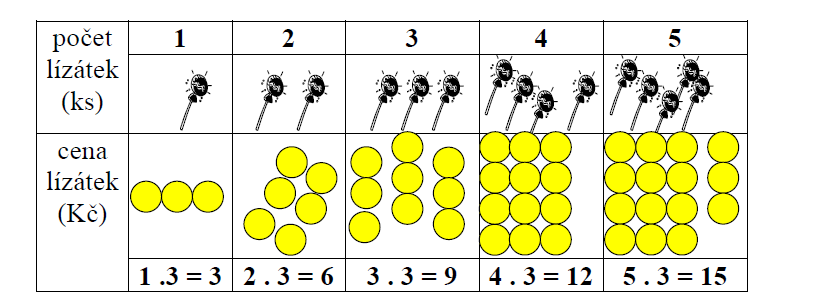 počet lízátek (ks) 1 2 3 4 5
cena lízátek (Kč)
1 .3 = 3 2 . 3 = 6 3 . 3 = 9 4 . 3 = 12 5 . 3 = 15